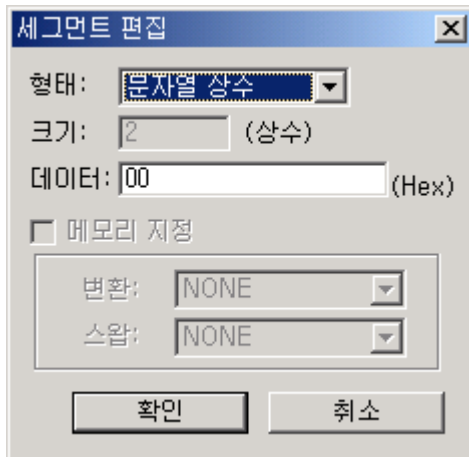 세그먼트 편집
형태: 문자열 상수
크기: 2 (상수)
데이터: 00 (Hex)
메모리 지정
변환: NONE
스왑: NONE
확인 취소